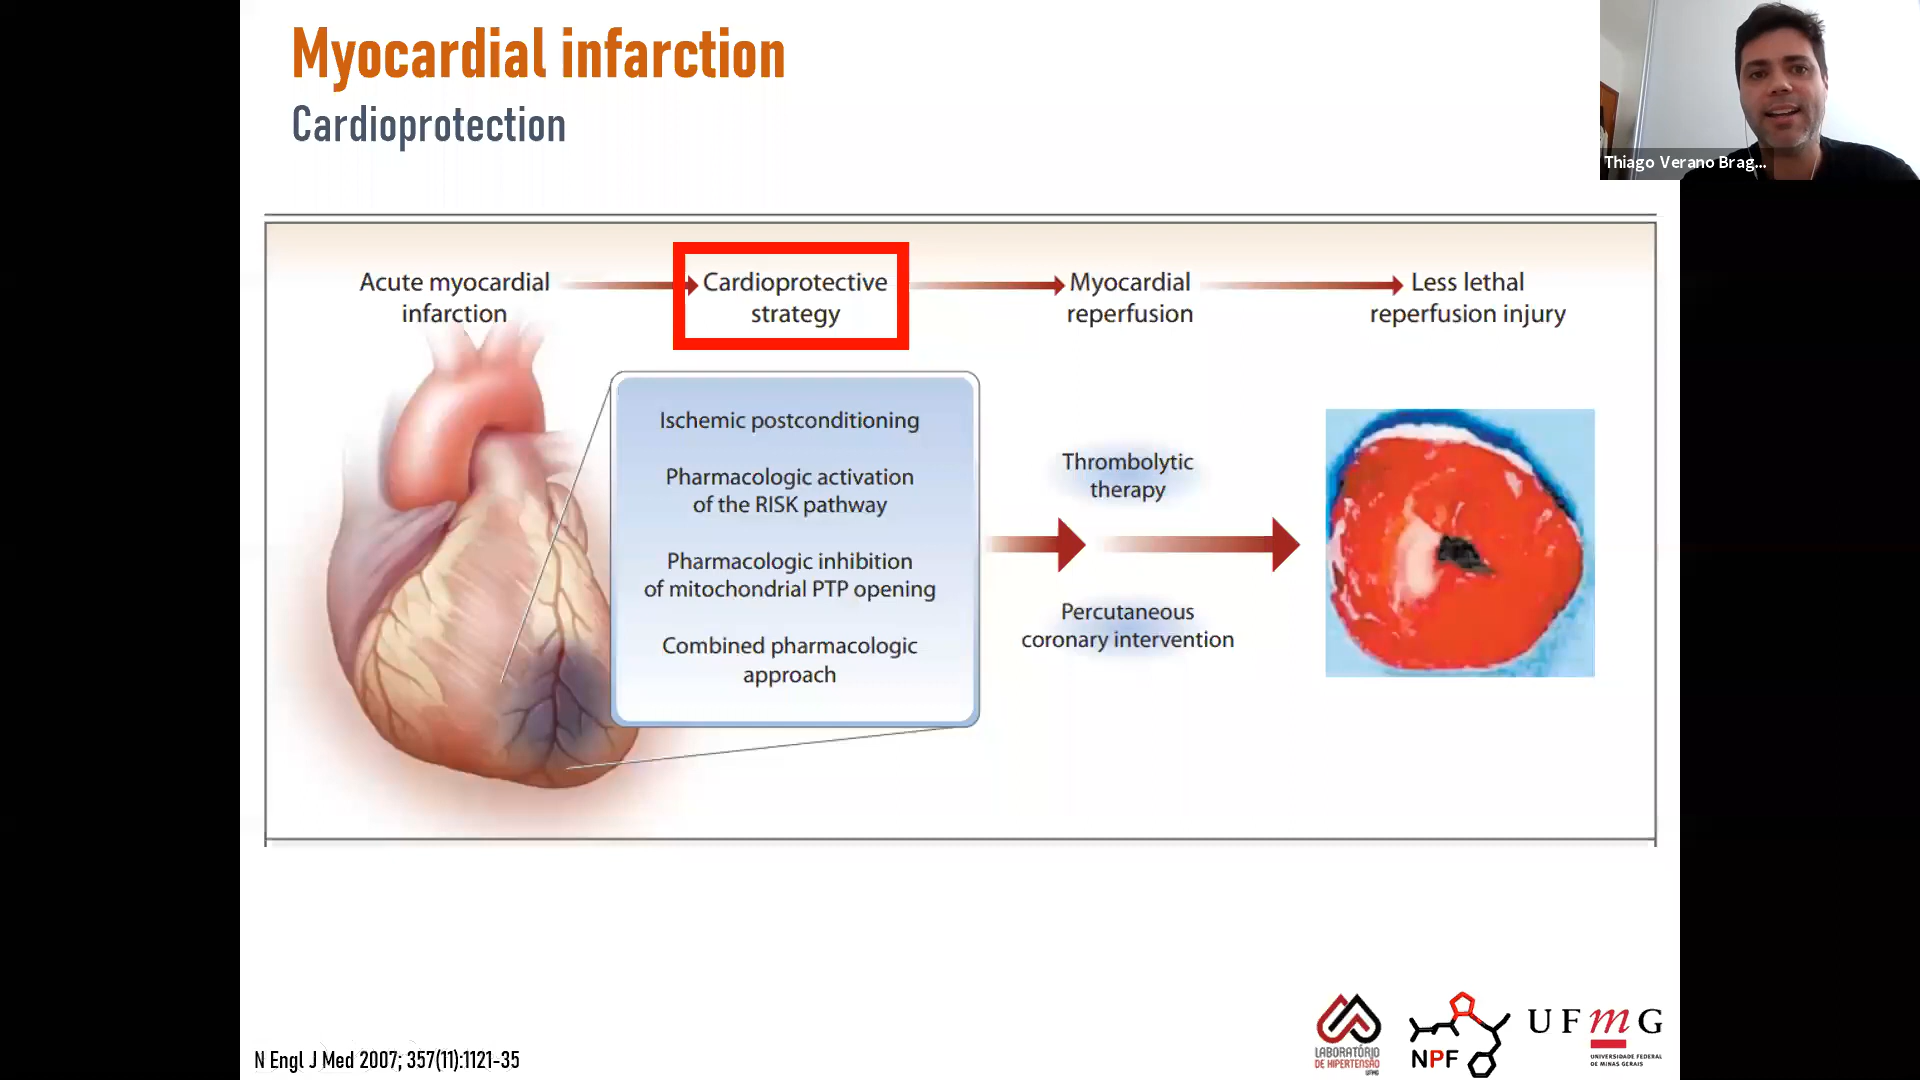 Myocardial infarction
Cardioprotection
Thiago Verano Brag...
Acute myocardial
infarction
Cardioprotective
strategy
Myocardial
reperfusion
Less lethal
reperfusion injury
Ischemic postconditioning
Pharmacologic activation
of the RISK pathway
Pharmacologic inhibition
of mitochondrial PTP opening
Combined pharmacologic
approach
Thrombolytic
therapy
Percutaneous
coronary intervention
N Engl J Med 2007; 357(11):1121-35
LABORATÓRIO
DE HIPERTENSÃO
UFMG
NPF
UFmG
UNIVERSIDADE FEDERAL
DE MINAS GERAIS